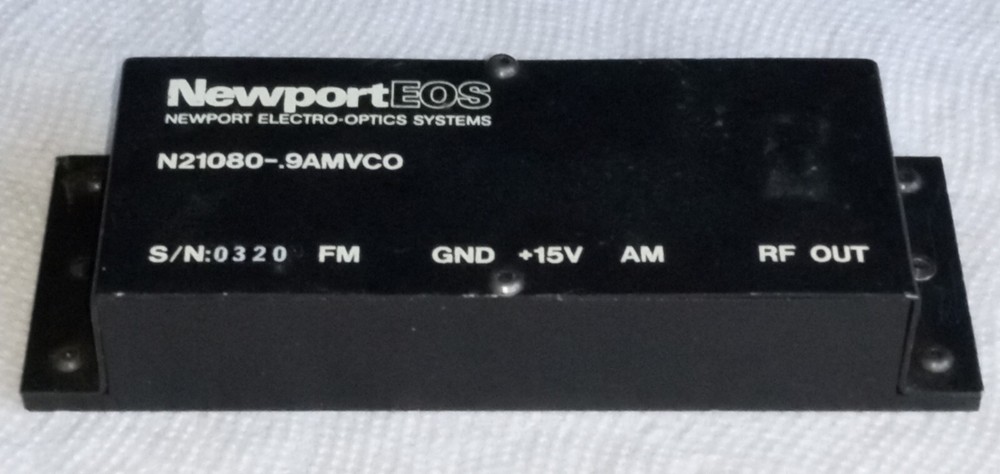 NewportEOS
NEWPORT ELECTRO-OPTICS SYSTEMS
N21080-.9AMVCO
S/N:0320 FM GND +15V AM RF OUT